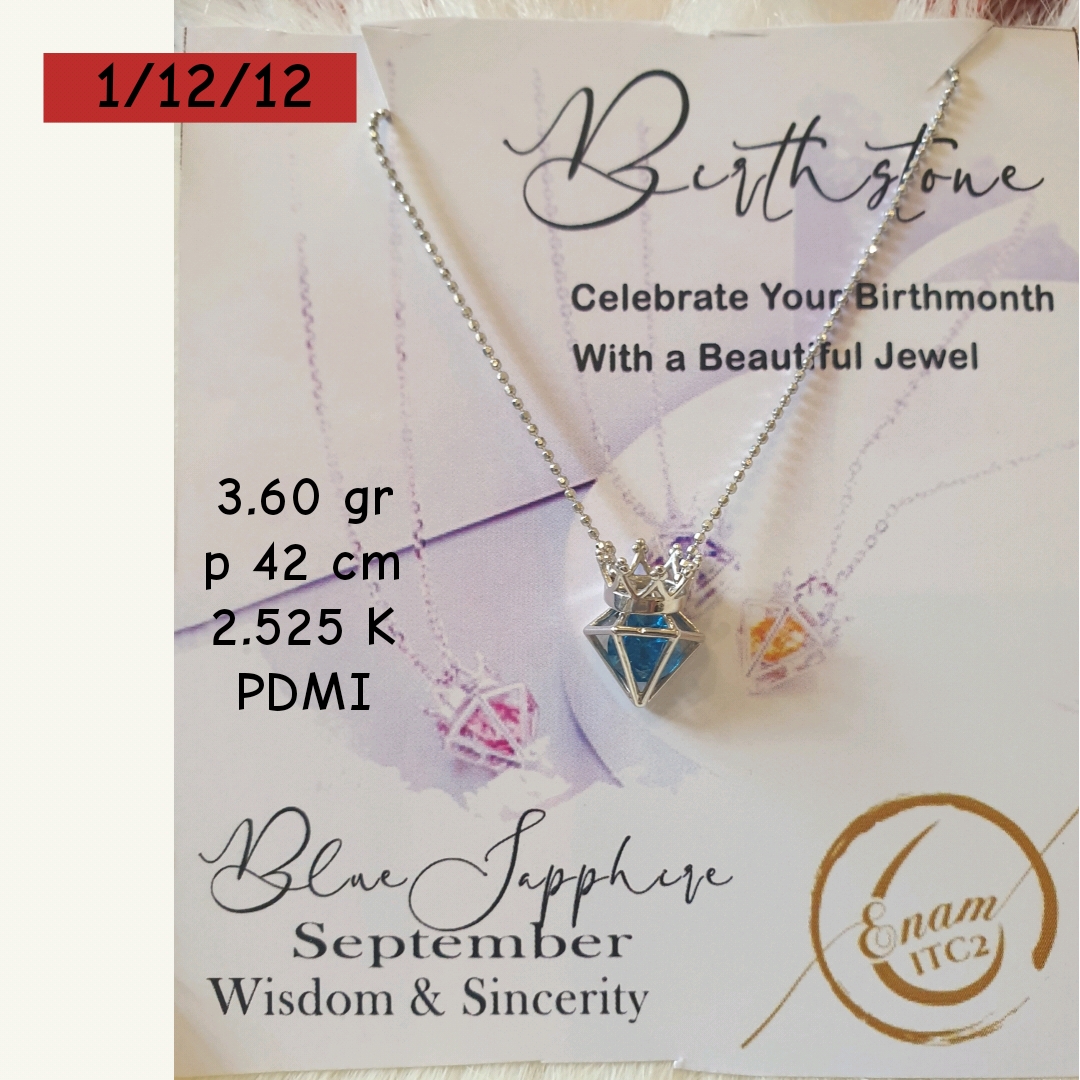 1/12/12
Birthstone
Celebrate Your Birthmonth
With a Beautiful Jewel
3.60 gr
p 42 cm
2.525 K
PDMI
Blue Sapphire
September
Wisdom & Sincerity
Enam
ITC2